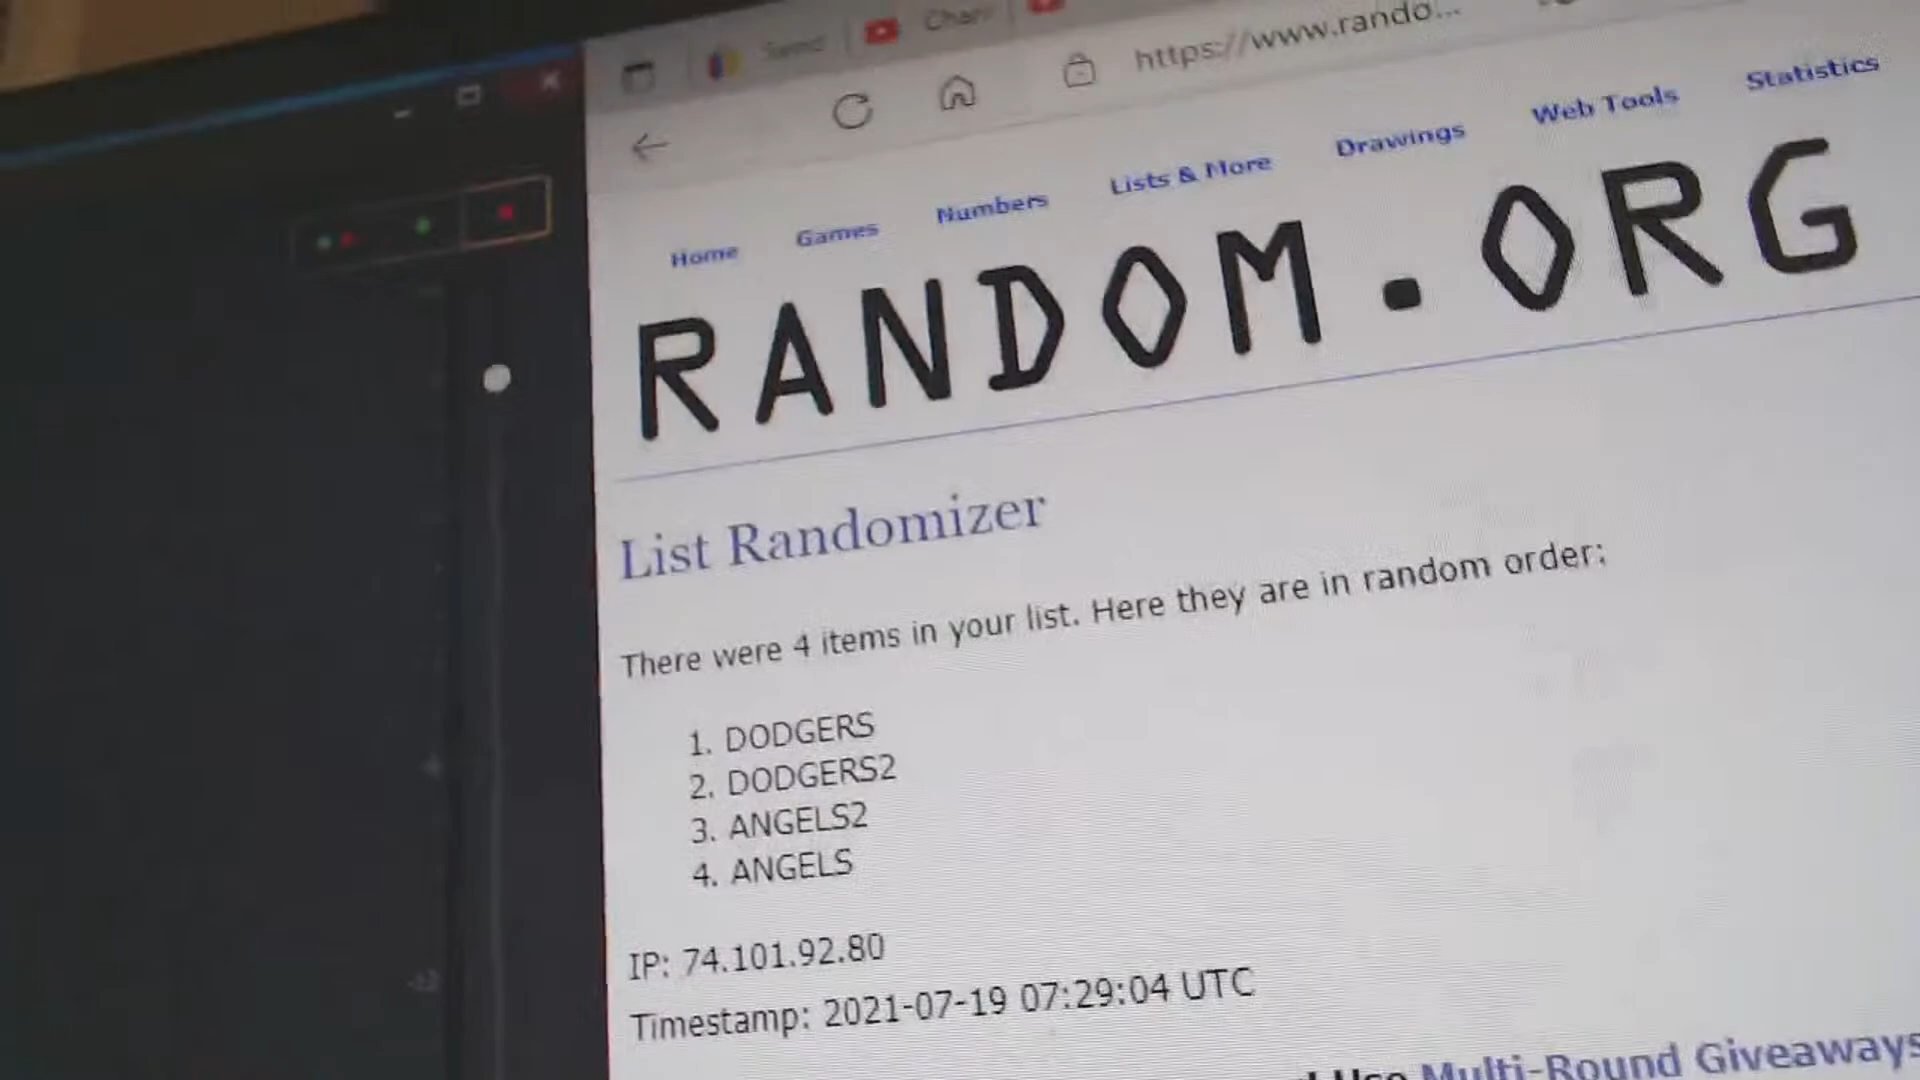 https://www.rando...
Home Games Numbers Lists & More Drawings Web Tools Statistics
RANDOM.ORG
List Randomizer
There were 4 items in your list. Here they are in random order:
1. DODGERS
2. DODGERS2
3. ANGELS2
4. ANGELS
IP: 74.101.92.80
Timestamp: 2021-07-19 07:29:04 UTC
Use Multi-Round Giveaways